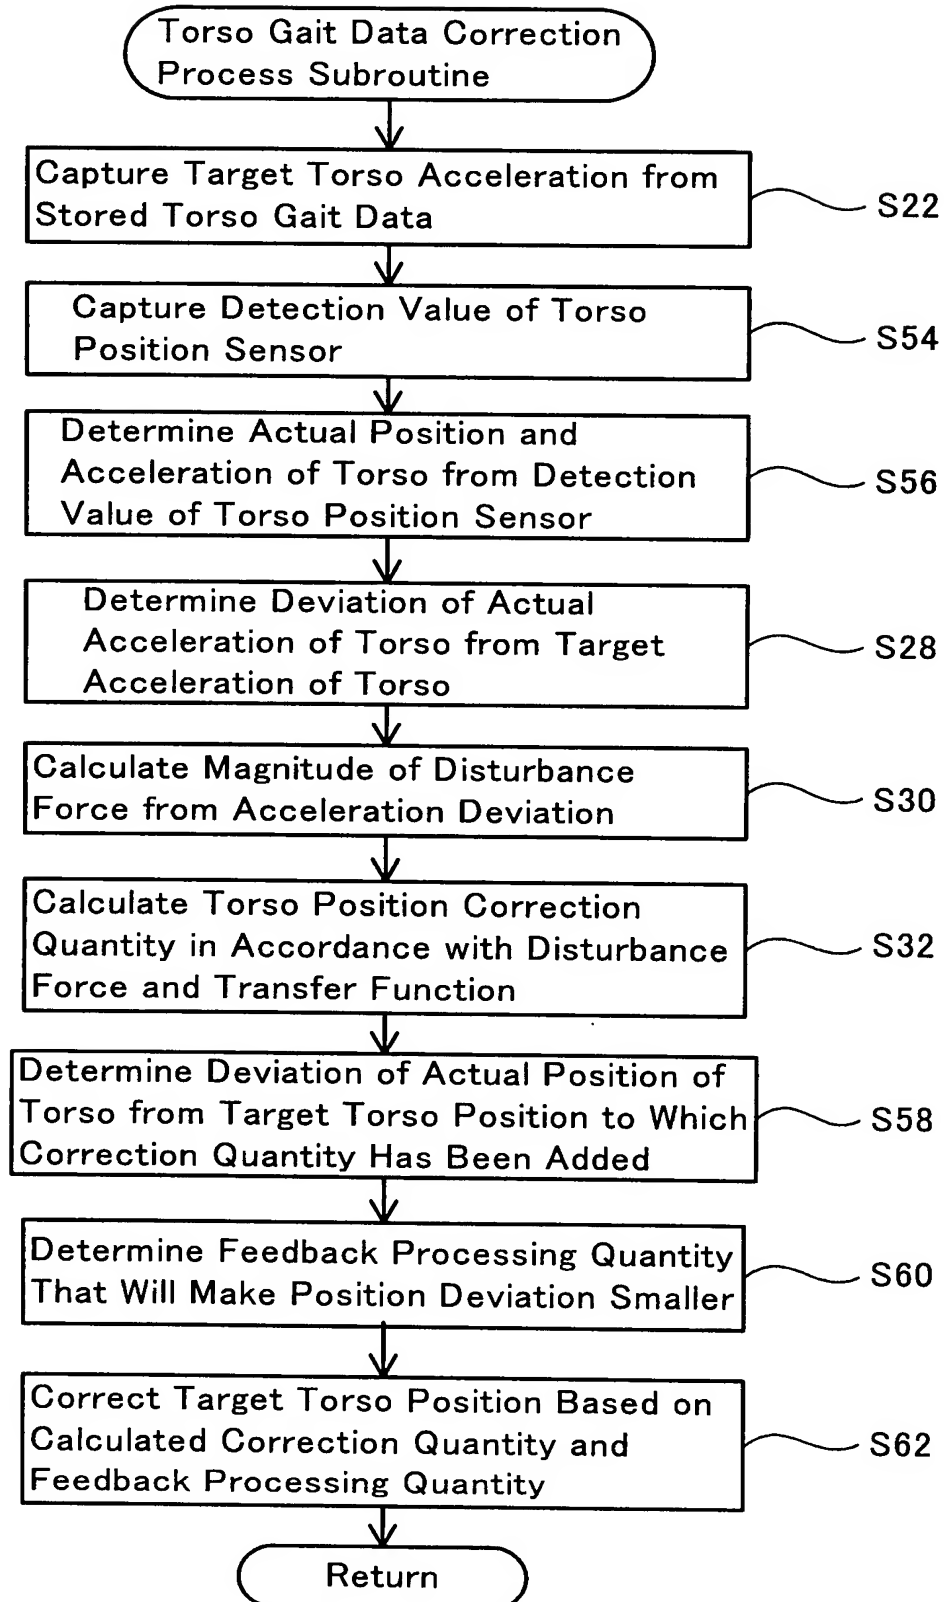 Torso Gait Data Correction
Process Subroutine
Capture Target Torso Acceleration from
Stored Torso Gait Data
S22
Capture Detection Value of Torso
Position Sensor
S54
Determine Actual Position and
Acceleration of Torso from Detection
Value of Torso Position Sensor
S56
Determine Deviation of Actual
Acceleration of Torso from Target
Acceleration of Torso
S28
Calculate Magnitude of Disturbance
Force from Acceleration Deviation
S30
Calculate Torso Position Correction
Quantity in Accordance with Disturbance
Force and Transfer Function
S32
Determine Deviation of Actual Position of
Torso from Target Torso Position to Which
Correction Quantity Has Been Added
S58
Determine Feedback Processing Quantity
That Will Make Position Deviation Smaller
S60
Correct Target Torso Position Based on
Calculated Correction Quantity and
Feedback Processing Quantity
S62
Return